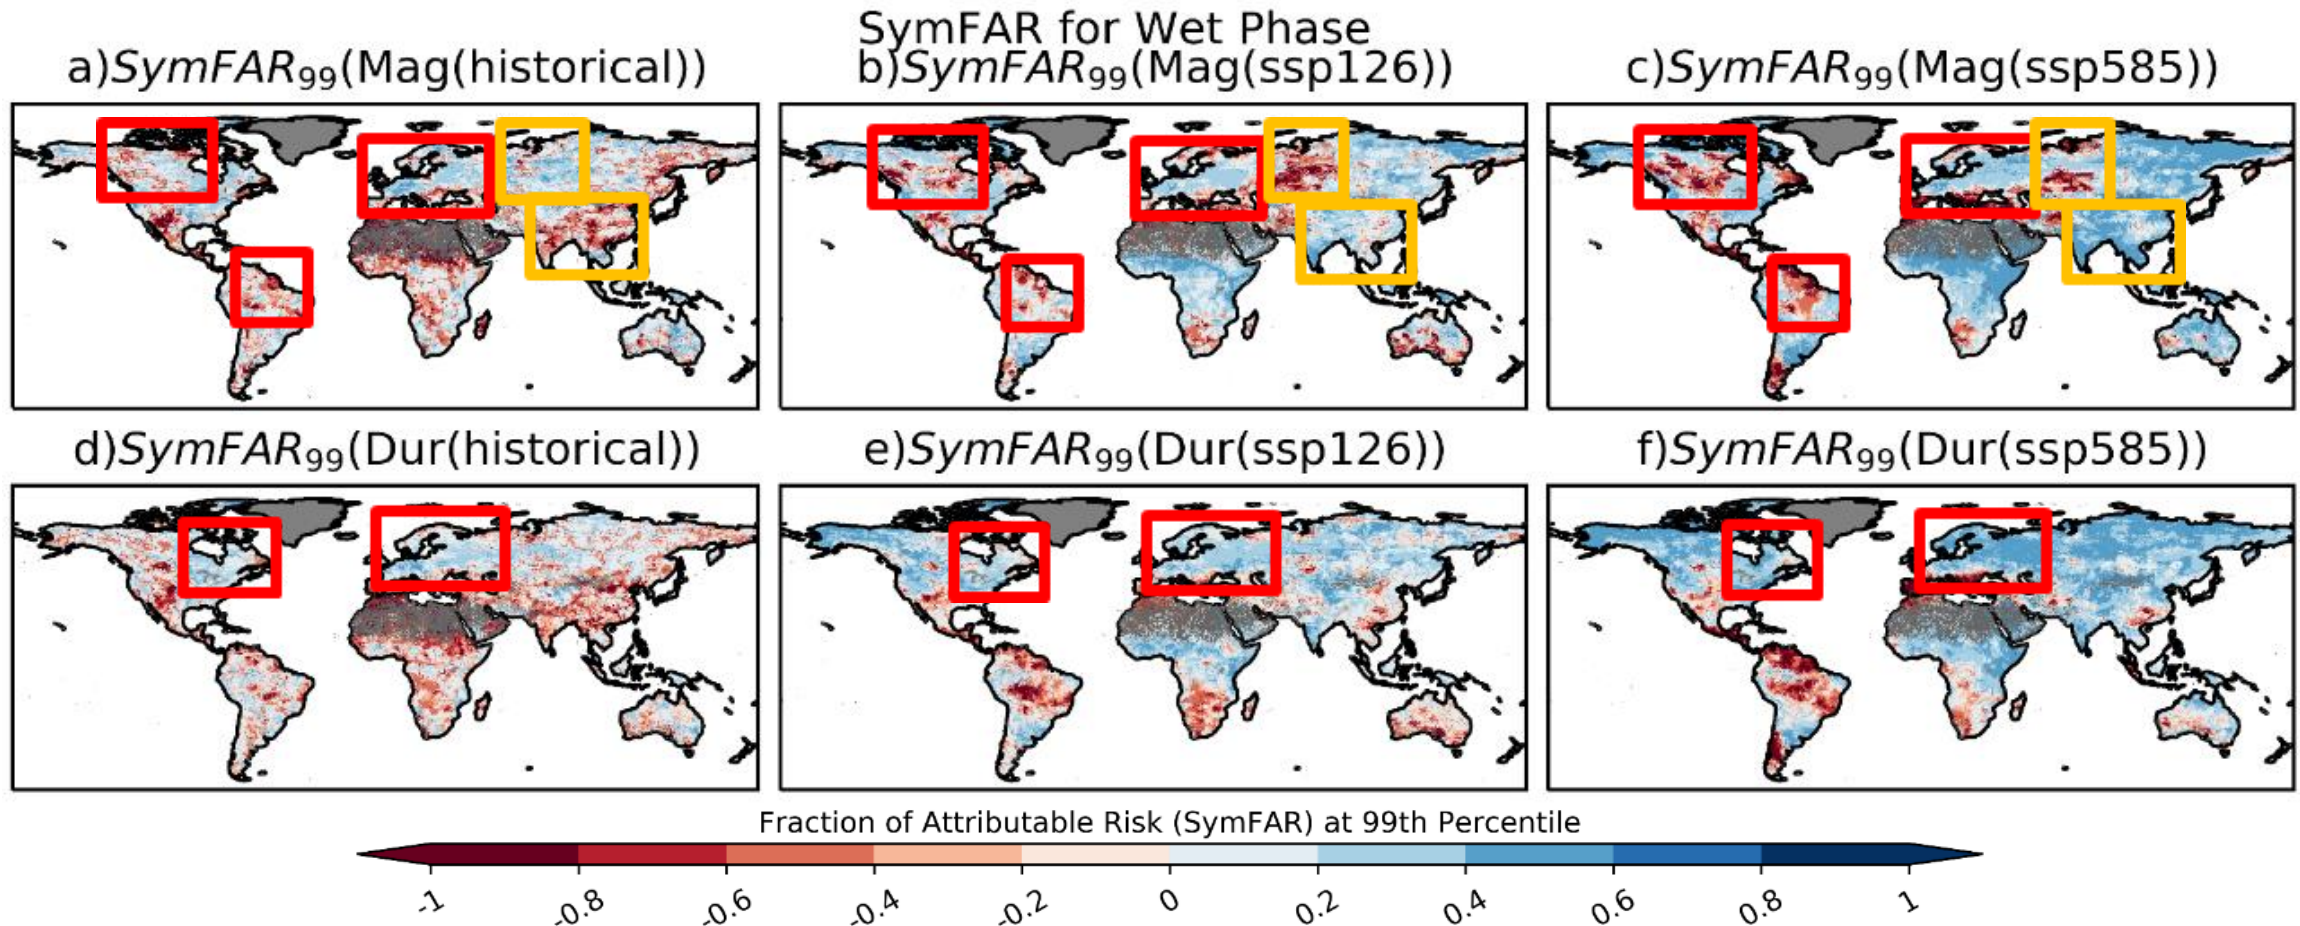 SymFAR for Wet Phase
a)SymFAR99(Mag(historical))
b)SymFAR99(Mag(ssp126))
c)SymFAR99(Mag(ssp585))
d)SymFAR99(Dur(historical))
e)SymFAR99(Dur(ssp126))
f)SymFAR99(Dur(ssp585))
Fraction of Attributable Risk (SymFAR) at 99th Percentile
-1 -0.8 -0.6 -0.4 -0.2 0 0.2 0.4 0.6 0.8 1